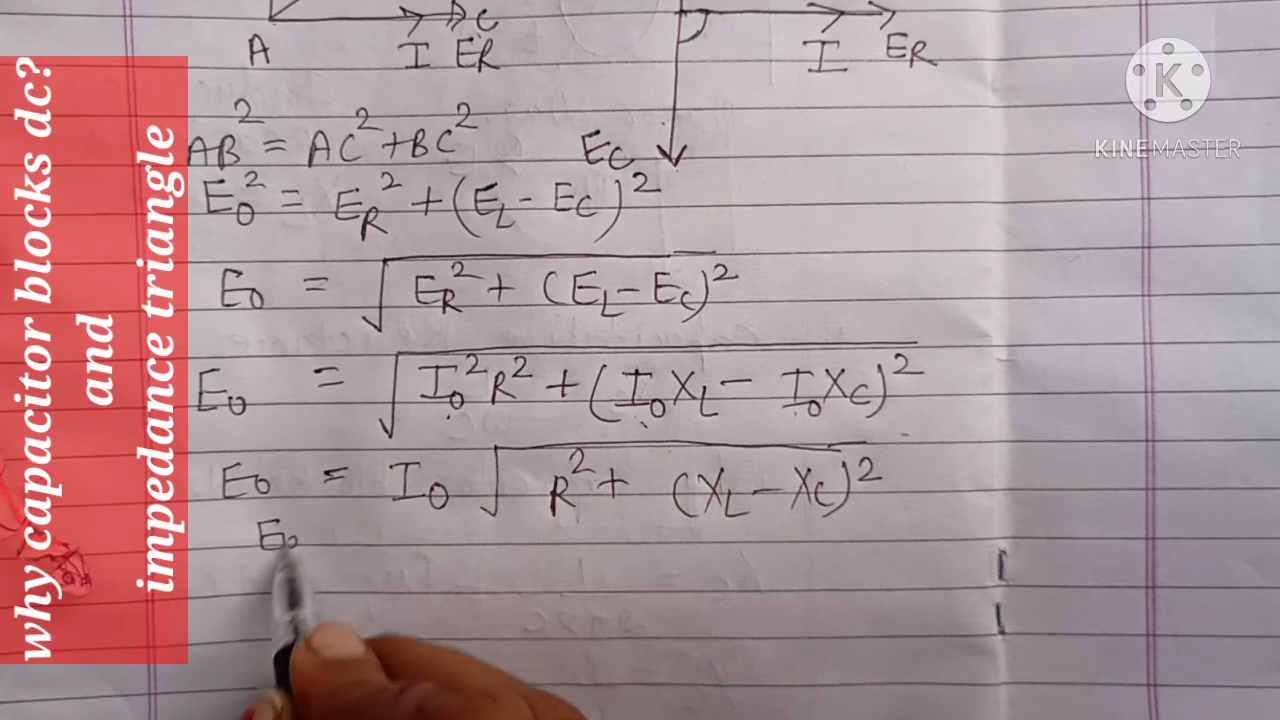 why capacitor blocks dc?
and
impedance triangle
C
A I ER I ER
K
KINEMASTER
AB² = AC² + BC² EC
E0² = ER² + (EL - EC)²
E0 = √ER² + (EL - EC)²
E0 = √I0²R² + (I0XL - I0XC)²
E0 = I0 √R² + (XL - XC)²
E0